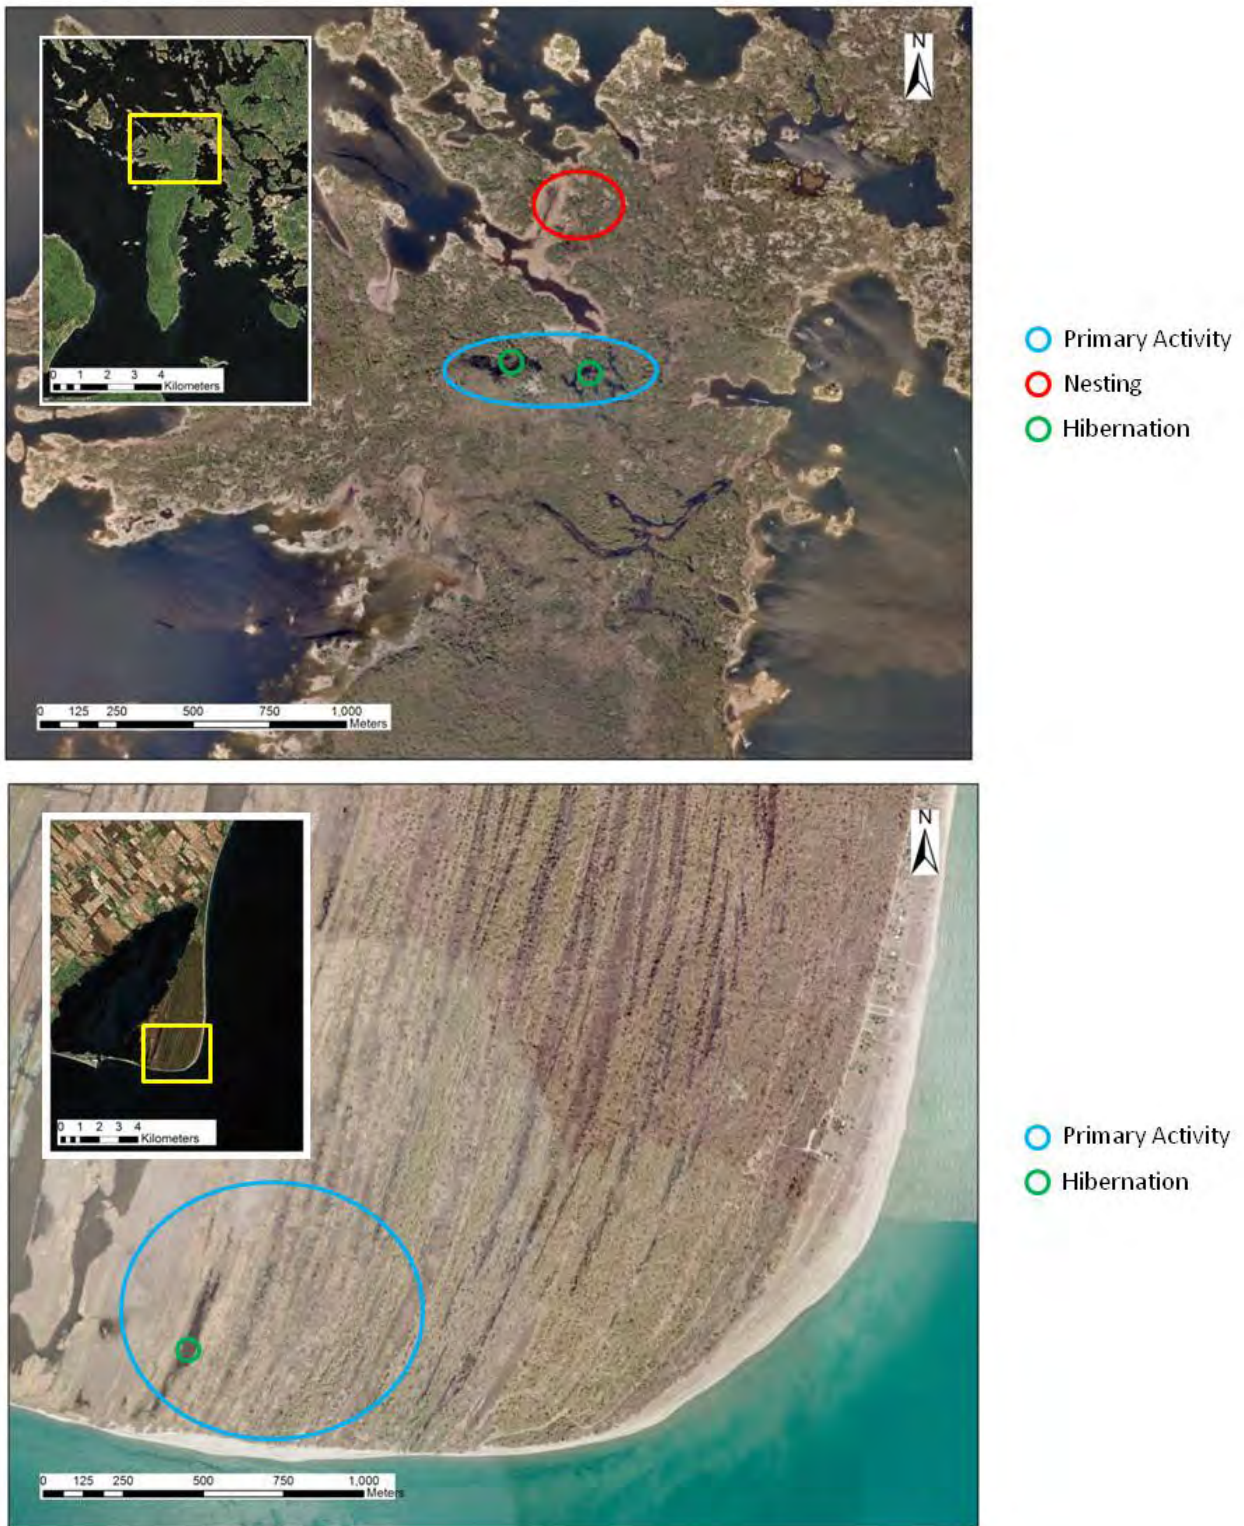 N
0 1 2 3 4
Kilometers
Primary Activity
Nesting
Hibernation
0 125 250 500 750 1,000
Meters
N
0 1 2 3 4
Kilometers
Primary Activity
Hibernation
0 125 250 500 750 1,000
Meters